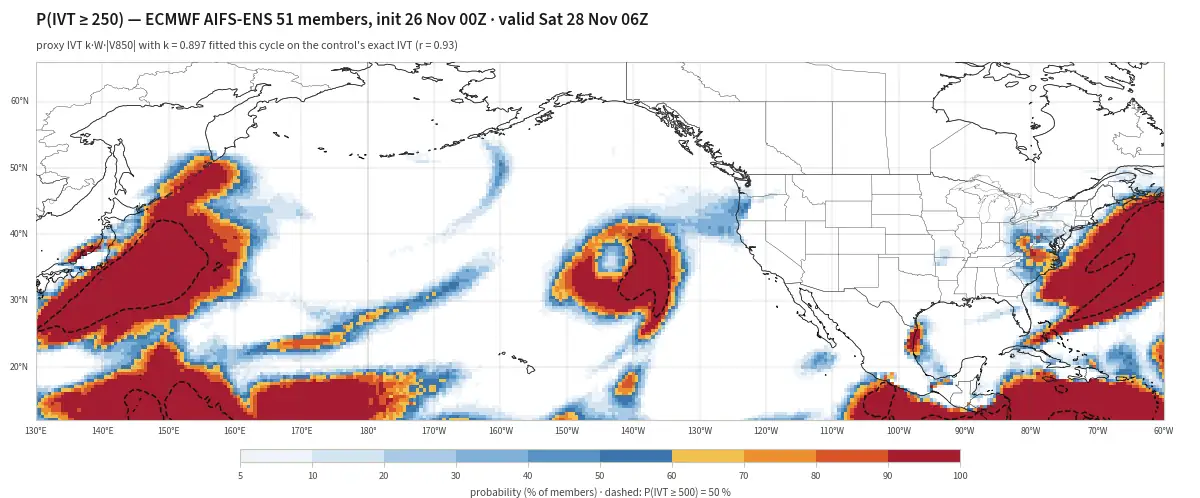 P(IVT ≥ 250) — ECMWF AIFS-ENS 51 members, init 26 Nov 00Z · valid Sat 28 Nov 06Z
proxy IVT k·W·|V850| with k = 0.897 fitted this cycle on the control's exact IVT (r = 0.93)
60°N
50°N
40°N
30°N
20°N
130°E 140°E 150°E 160°E 170°E 180° 170°W 160°W 150°W 140°W 130°W 120°W 110°W 100°W 90°W 80°W 70°W 60°W
5 10 20 30 40 50 60 70 80 90 100
probability (% of members) · dashed: P(IVT ≥ 500) = 50 %